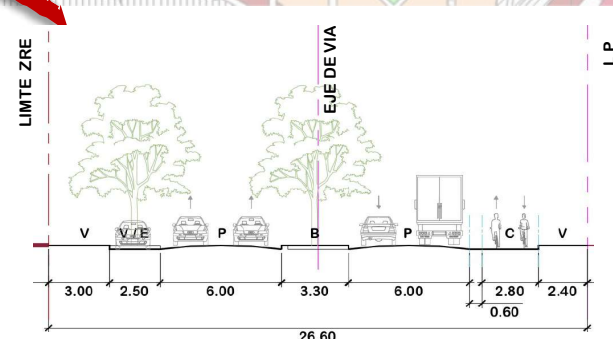 LIMTE ZRE
EJE DE VIA
L P
V V/E P B P C V
3.00 2.50 6.00 3.30 6.00 2.80 2.40
0.60
26.60